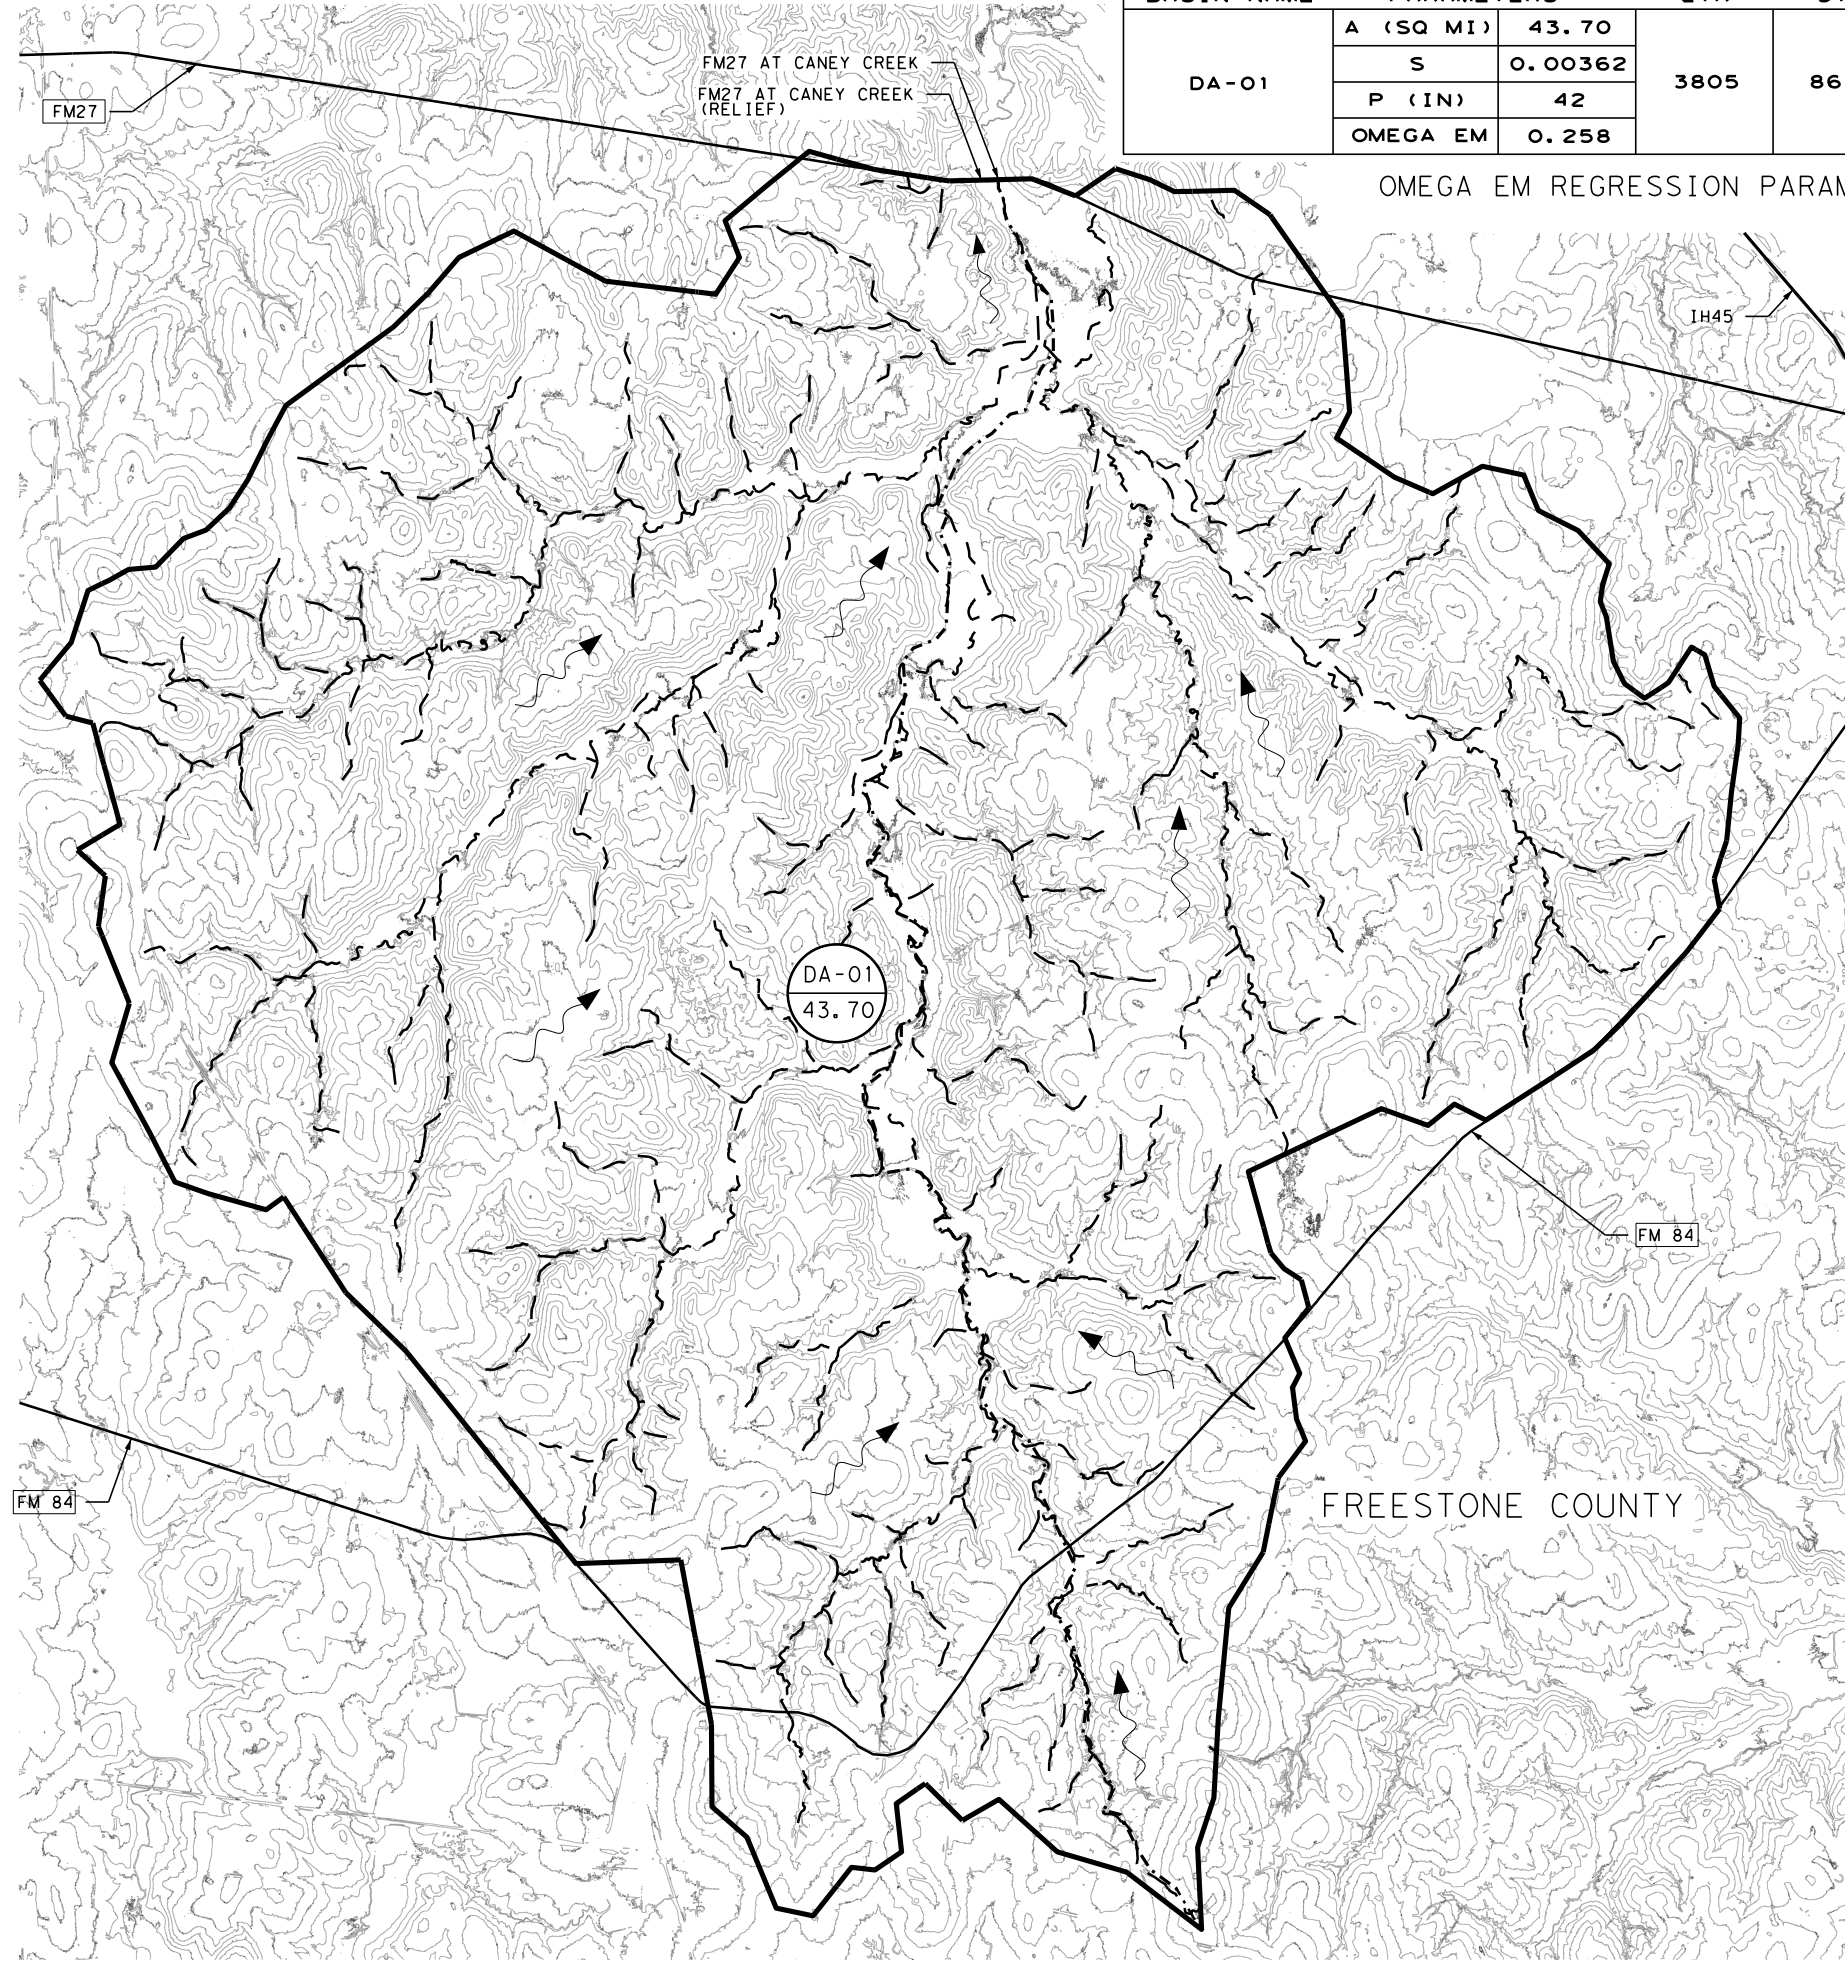 A (SQ MI) 43.70
S 0.00362
DA-01 3805 86
P (IN) 42
OMEGA EM 0.258
OMEGA EM REGRESSION PARAM
FM27 AT CANEY CREEK
FM27 AT CANEY CREEK
(RELIEF)
FM27
IH45
DA-01
43.70
FM 84
FM 84
FREESTONE COUNTY